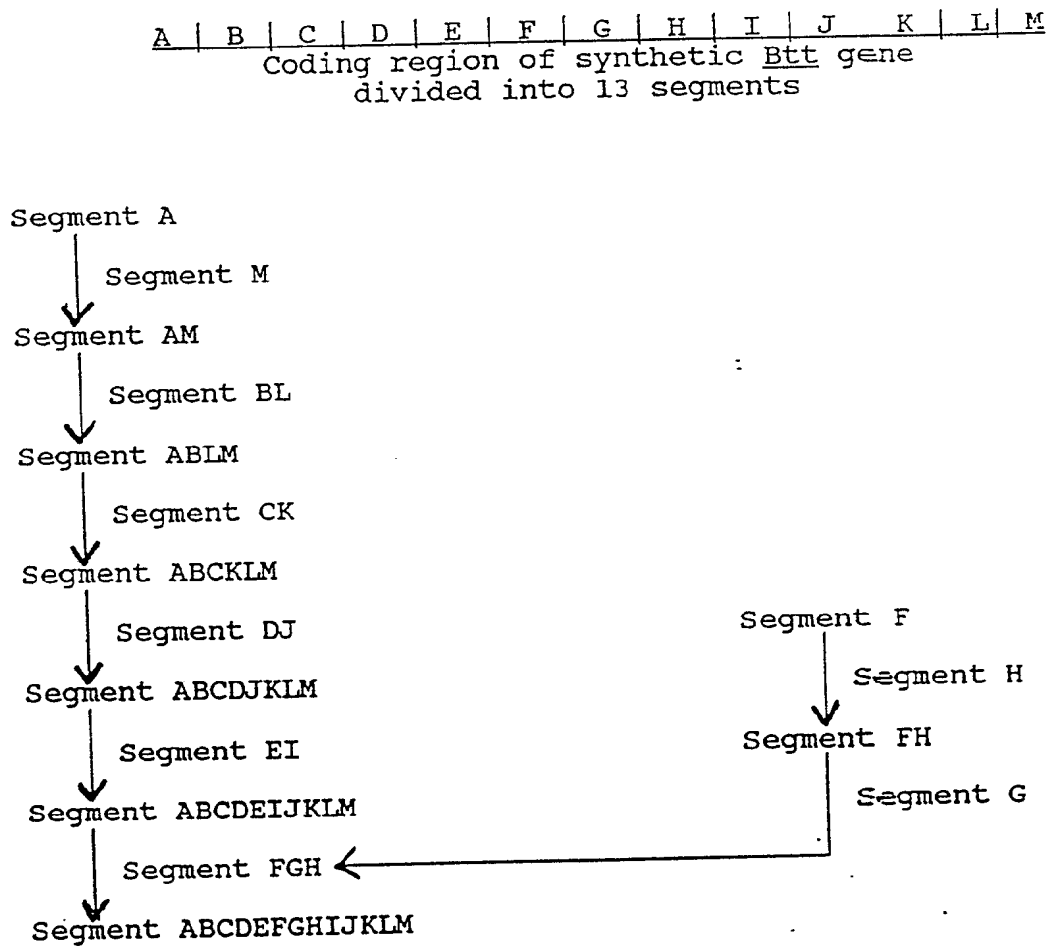 A | B | C | D | E | F | G | H | I | J K | L | M
Coding region of synthetic Btt gene
divided into 13 segments
Segment A
Segment M
Segment AM
Segment BL
Segment ABLM
Segment CK
Segment ABCKLM
Segment DJ
Segment ABCDJKLM
Segment EI
Segment ABCDEIJKLM
Segment FGH
Segment ABCDEFGHIJKLM
Segment F
Segment H
Segment FH
Segment G